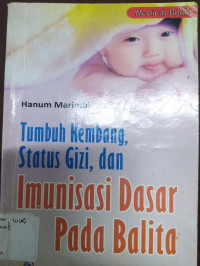 Hanum Marimbi
Tumbuh Kembang,
Status Gizi, dan
Imunisasi Dasar
Pada Balita